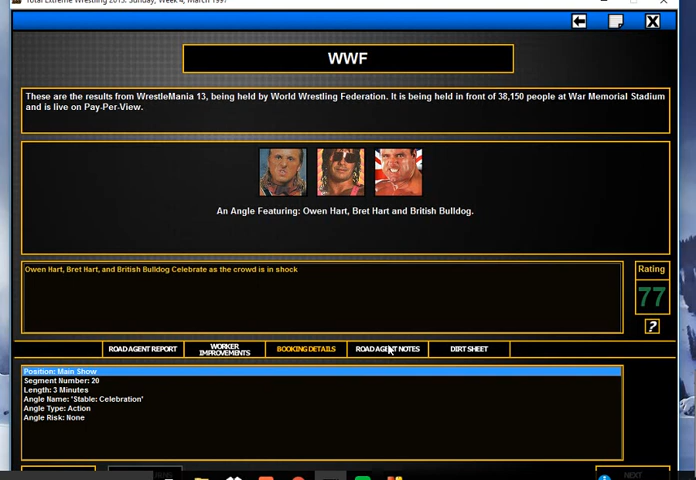 Total Extreme Wrestling 2013: Sunday, Week 4, March 1997
WWF
These are the results from WrestleMania 13, being held by World Wrestling Federation. It is being held in front of 38,150 people at War Memorial Stadium
and is live on Pay-Per-View.
An Angle Featuring: Owen Hart, Bret Hart and British Bulldog.
Owen Hart, Bret Hart, and British Bulldog Celebrate as the crowd is in shock
Rating
77
?
ROAD AGENT REPORT
WORKER
IMPROVEMENTS
BOOKING DETAILS
ROAD AGENT NOTES
DIRT SHEET
Position: Main Show
Segment Number: 20
Length: 3 Minutes
Angle Name: 'Stable: Celebration'
Angle Type: Action
Angle Risk: None
NEXT